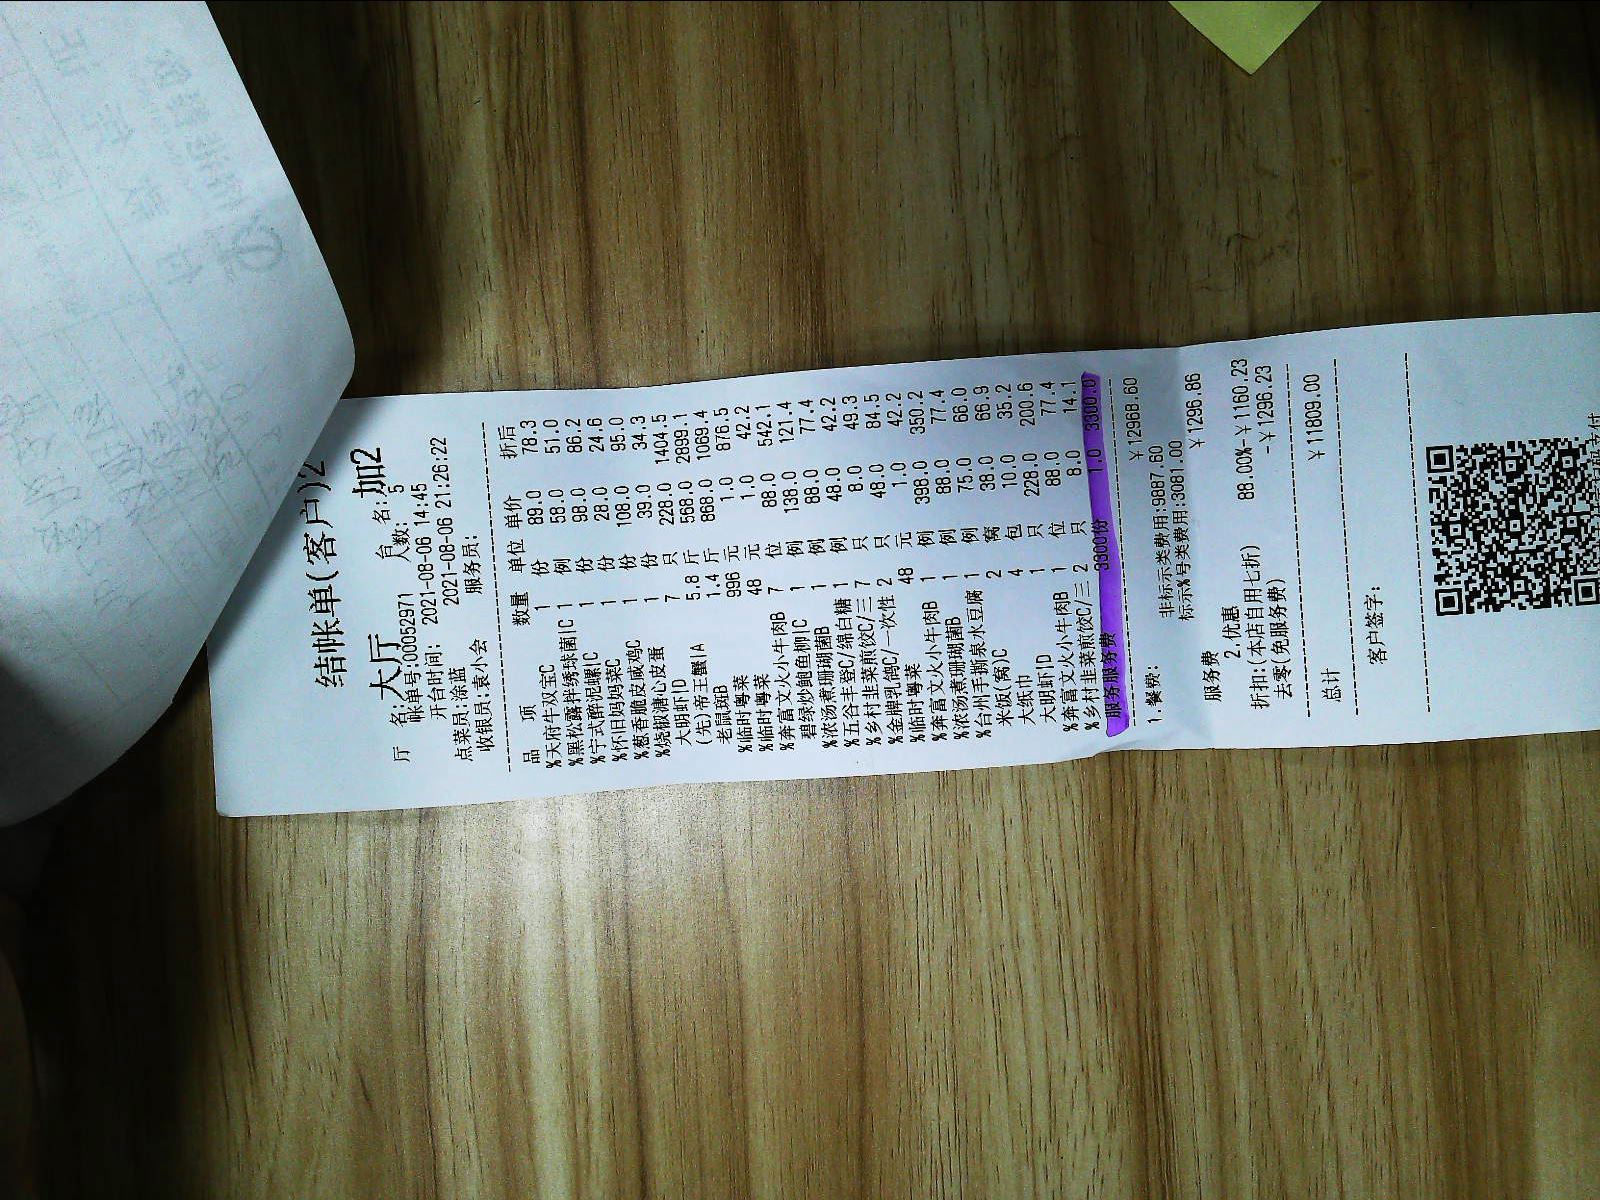 结帐单(客户)2
厅 名:大厅 台 名:加2
账单号:00052971 人数: 5
开台时间: 2021-08-06 14:45
2021-08-06 21:26:22
点菜员:涂蓝 服务员:
收银员:袁小会
品 项 数量 单位 单价 折后
%天府牛双宝C 1 份 89.0 78.3
%黑松露拌绣球菌|C 1 例 58.0 51.0
%宁式醉泥螺|C 1 份 98.0 86.2
%怀旧妈妈菜C 1 份 28.0 24.6
%葱香脆皮咸鸡C 1 份 108.0 95.0
%烧椒溏心皮蛋 1 份 39.0 34.3
大明虾|D 7 只 228.0 1404.5
(先)帝王蟹|A 5.8 斤 568.0 2899.1
老鼠斑B 1.4 斤 868.0 1069.4
%临时粤菜 996 元 1.0 876.5
%临时粤菜 48 元 1.0 42.2
%奔富文火小牛肉B 7 位 88.0 542.1
碧绿炒鲍鱼柳|C 1 例 138.0 121.4
%浓汤煮珊瑚菌B 1 例 88.0 77.4
%五谷丰登C/绵白糖 1 例 48.0 42.2
%乡村韭菜煎饺C/三 7 只 8.0 49.3
%金牌乳鸽C/一次性 2 只 48.0 84.5
%临时粤菜 48 元 1.0 42.2
%奔富文火小牛肉B 1 例 398.0 350.2
%浓汤煮珊瑚菌B 1 例 88.0 77.4
%台州手撕泉水豆腐 1 例 75.0 66.0
米饭(窝)C 2 窝 38.0 66.9
大纸巾 4 包 10.0 35.2
大明虾|D 1 只 228.0 200.6
%奔富文火小牛肉B 1 位 88.0 77.4
%乡村韭菜煎饺C/三 2 只 8.0 14.1
服务服务费 3300份 1.0 3300.0
1. 餐费: ￥12968.60
非标示类费用:9887.60
标示%号类费用:3081.00
服务费 ￥1296.86
2.优惠
折扣:(本店自用七折) 88.00%-￥1160.23
去零(免服务费) -￥1296.23
总计 ￥11809.00
客户签字: